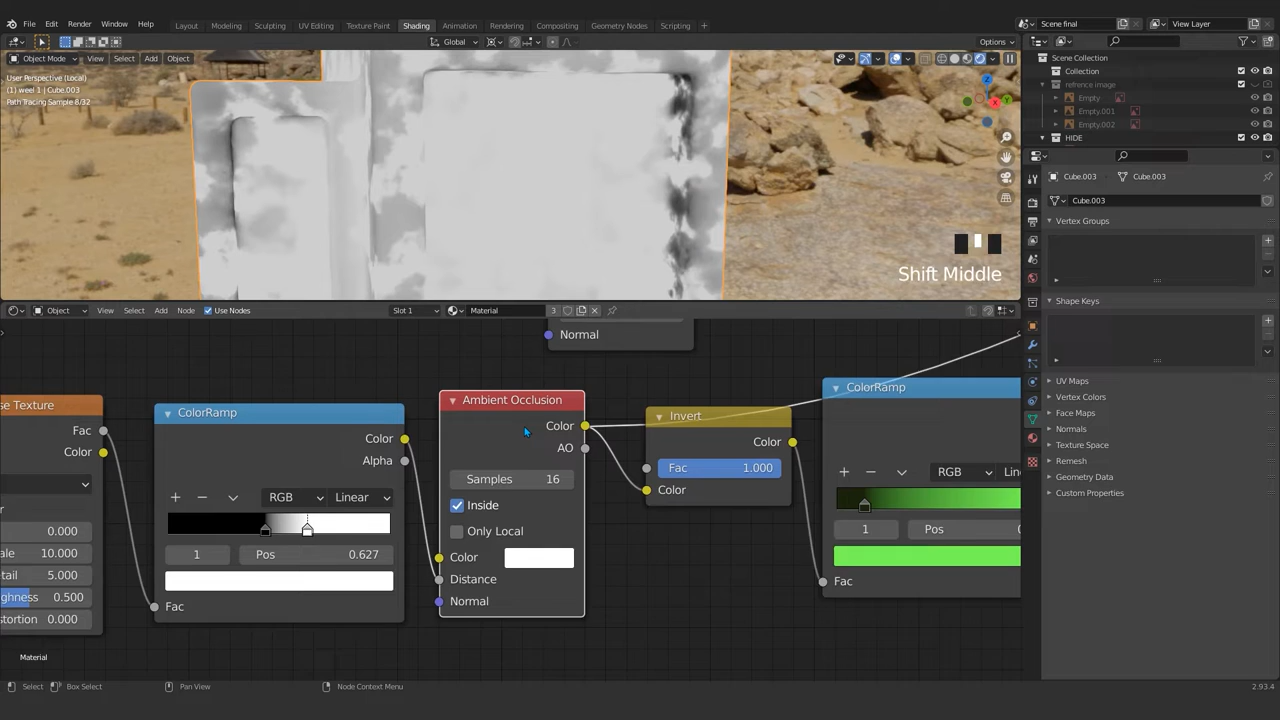 File Edit Render Window Help Layout Modeling Sculpting UV Editing Texture Paint Shading Animation Rendering Compositing Geometry Nodes Scripting Scene final View Layer
Global Options
Object Mode View Select Add Object
User Perspective (Local)
(1) weel 1 | Cube.003
Path Tracing Sample 8/32
Scene Collection
Collection
refrence image
Empty
Empty.001
Empty.002
HIDE
Cube.003 Cube.003
Cube.003
Vertex Groups
Shift Middle
Shape Keys
UV Maps
Vertex Colors
Face Maps
Normals
Texture Space
Remesh
Geometry Data
Custom Properties
Object View Select Add Node Use Nodes Slot 1 Material 3
Normal
se Texture
Fac
Color
0.000
ale 10.000
tail 5.000
ghness 0.500
tortion 0.000
ColorRamp
Color
Alpha
RGB Linear
1 Pos 0.627
Fac
Ambient Occlusion
Color
AO
Samples 16
Inside
Only Local
Color
Distance
Normal
Invert
Color
Fac 1.000
Color
ColorRamp
RGB Lin
1 Pos 0.
Fac
Material
Select Box Select Pan View Node Context Menu 2.93.4